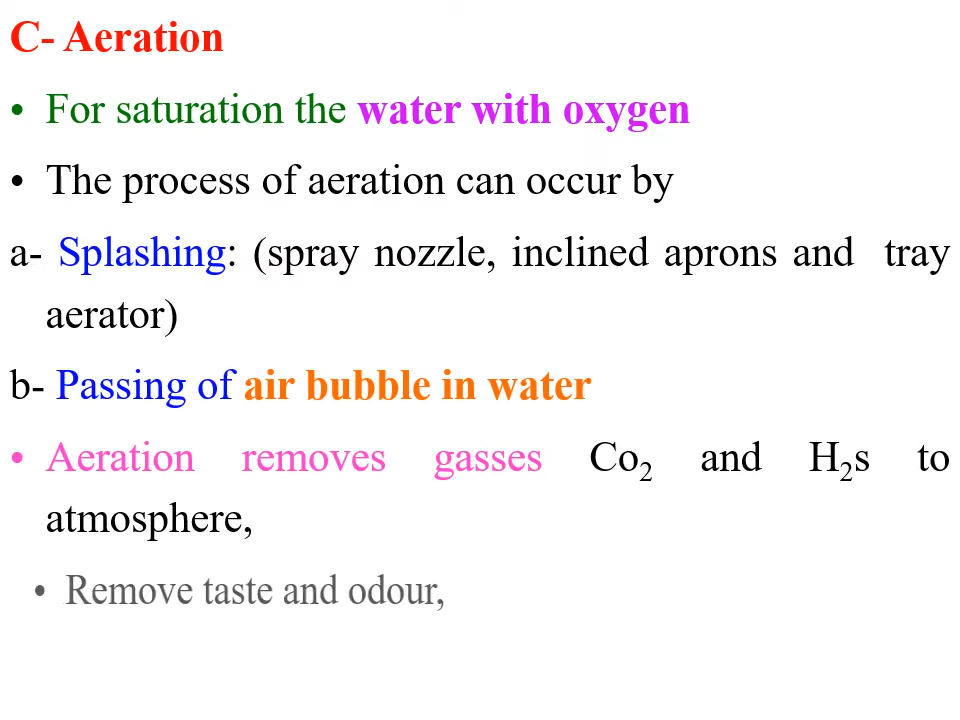 C- Aeration
• For saturation the water with oxygen
• The process of aeration can occur by
a- Splashing: (spray nozzle, inclined aprons and tray
aerator)
b- Passing of air bubble in water
• Aeration removes gasses Co₂ and H₂s to
atmosphere,
• Remove taste and odour,